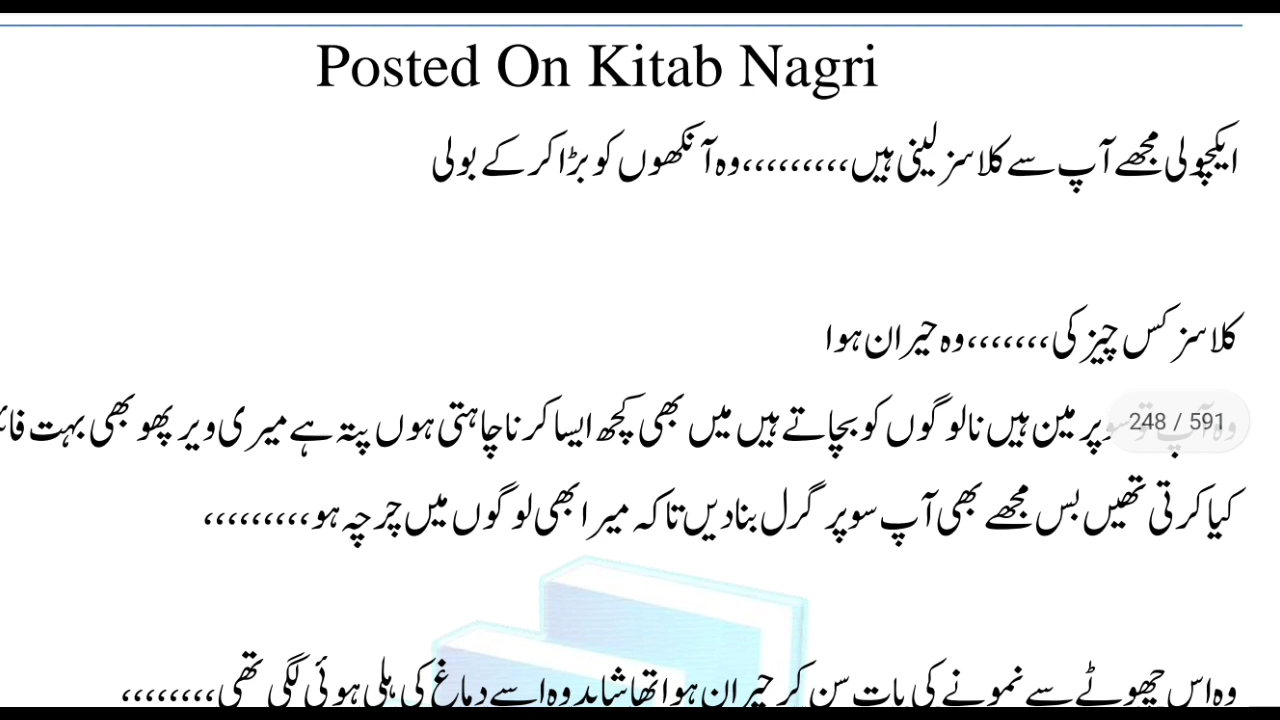 Posted On Kitab Nagri
ایکچولی مجھے آپ سے کلاسز لینی ہیں،،،،،،،،،وہ آنکھوں کو بڑا کر کے بولی
کلاسز کس چیز کی،،،،،،،وہ حیران ہوا
وہ آپ تو سوپر مین ہیں نا لوگوں کو بچاتے ہیں میں بھی کچھ ایسا کرنا چاہتی ہوں پتہ ہے میری ویر پھو بھی بہت
248 / 591
کیا کرتی تھیں بس مجھے بھی آپ سوپر گرل بنا دیں تاکہ میرا بھی لوگوں میں چرچہ ہو،،،،،،،،،
وہ اس چھوٹے سے نمونے کی بات سن کر حیران ہوا تھا شاید وہ اسے دماغ کی ہلی ہوئی لگی تھی،،،،،،،،